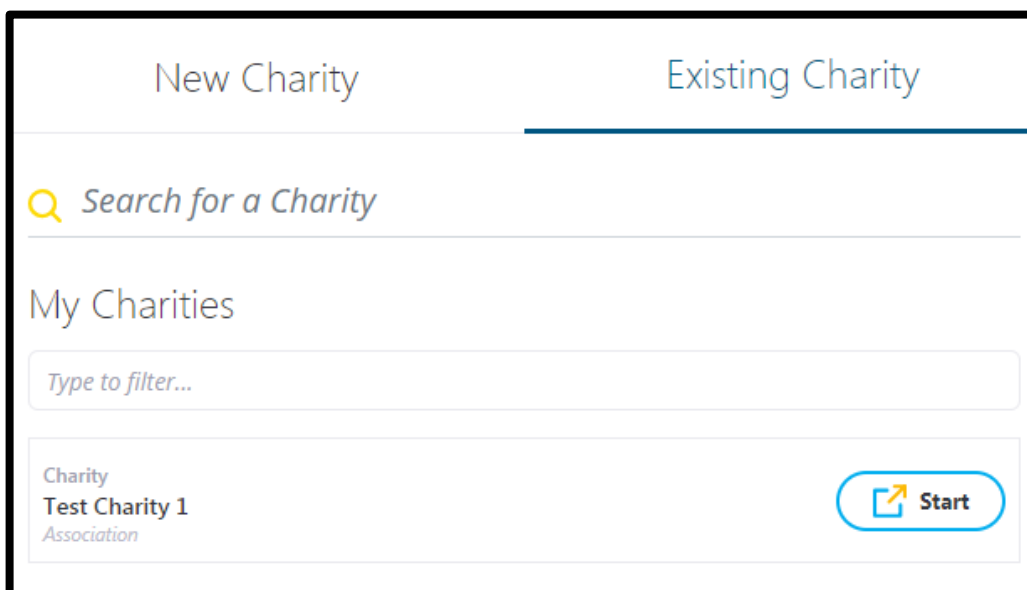 New Charity
Existing Charity
Search for a Charity
My Charities
Type to filter...
Charity
Test Charity 1
Association
Start